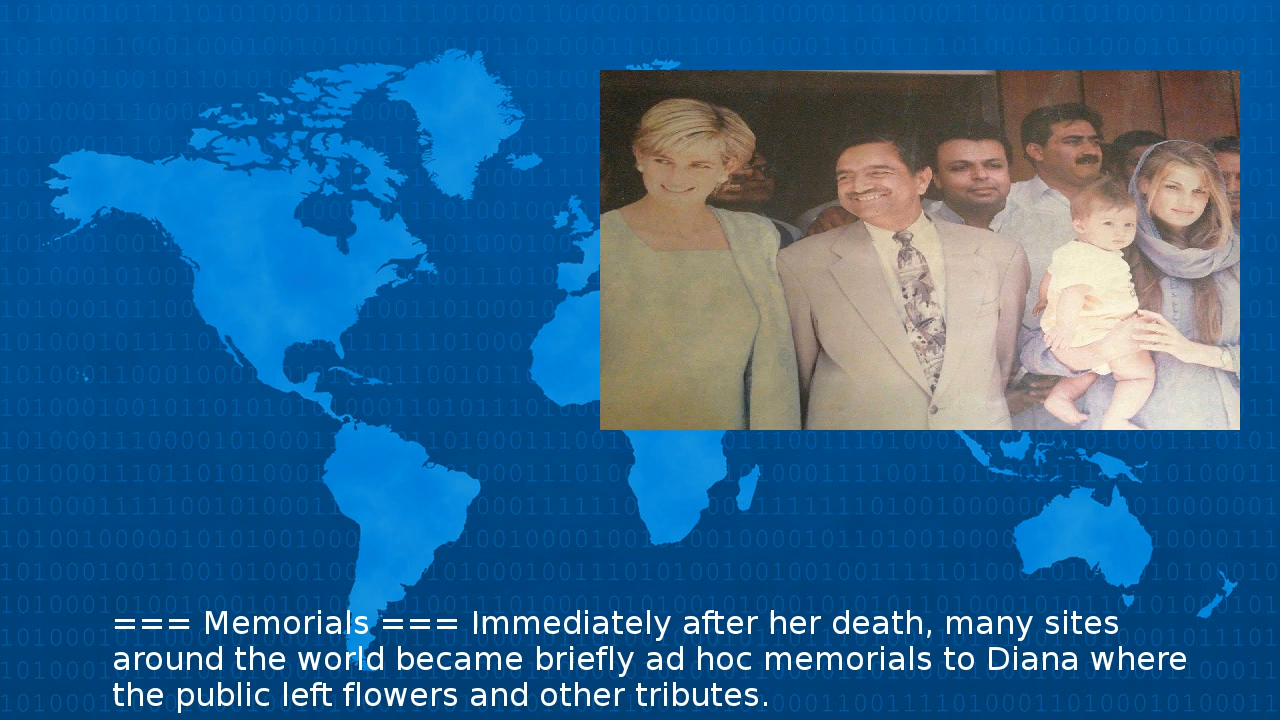 === Memorials === Immediately after her death, many sites
around the world became briefly ad hoc memorials to Diana where
the public left flowers and other tributes.